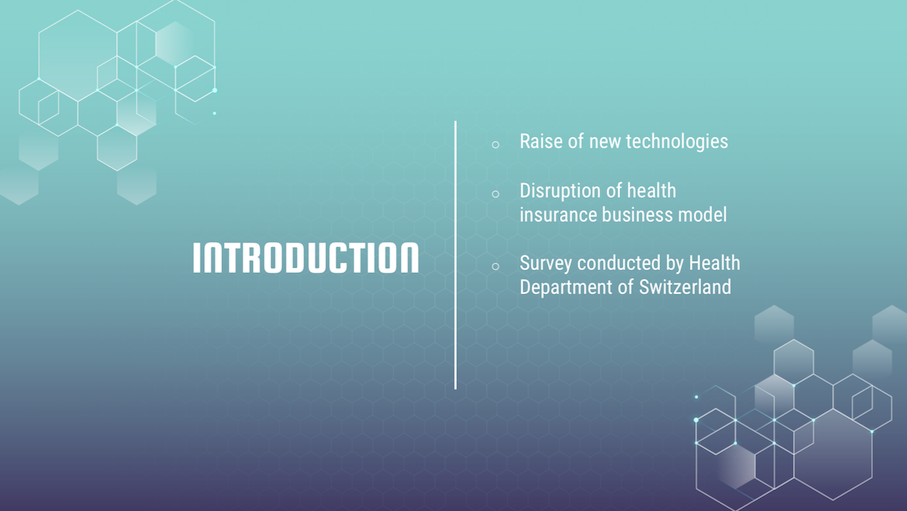 INTRODUCTION
Raise of new technologies
Disruption of health
insurance business model
Survey conducted by Health
Department of Switzerland